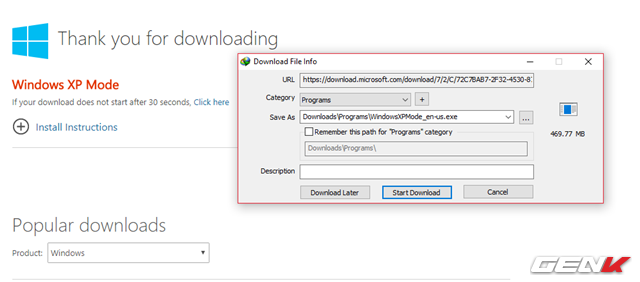 Thank you for downloading
Windows XP Mode
If your download does not start after 30 seconds, Click here
Install Instructions
Popular downloads
Product: Windows
Download File Info
URL https://download.microsoft.com/download/7/2/C/72C7BAB7-2F32-4530-8
Category Programs +
Save As Downloads\Programs\WindowsXPMode_en-us.exe ...
Remember this path for "Programs" category
Downloads\Programs\
Description
469.77 MB
Download Later Start Download Cancel
GENK